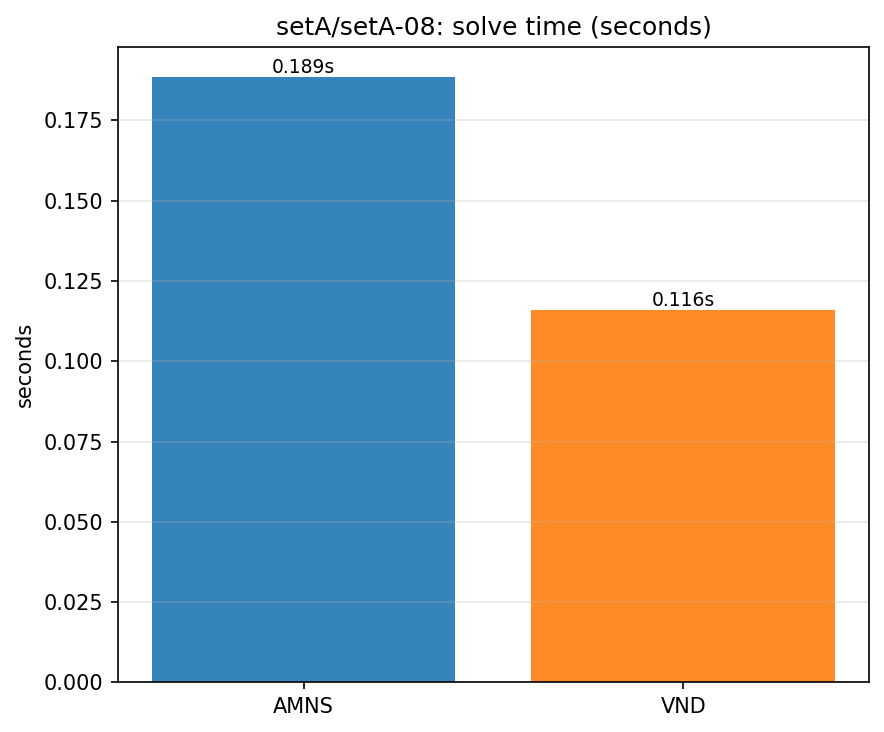 setA/setA-08: solve time (seconds)
0.189s
0.116s
0.175
0.150
0.125
0.100
0.075
0.050
0.025
0.000
seconds
AMNS
VND